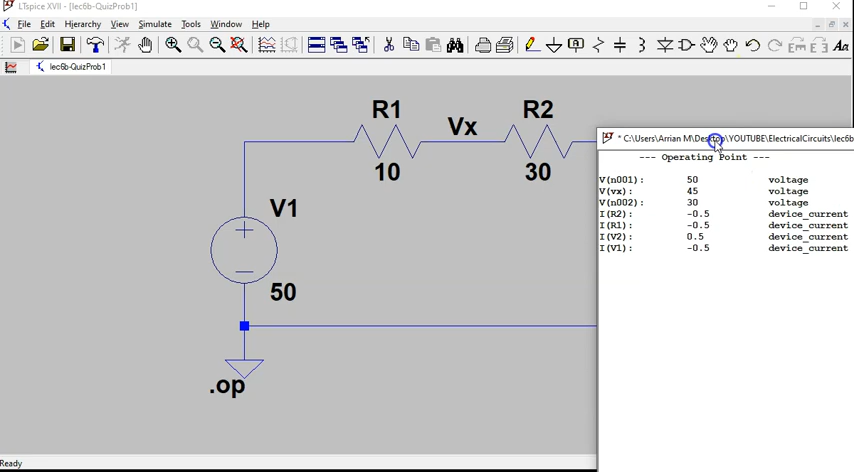 LTspice XVII - [lec6b-QuizProb1]
File Edit Hierarchy View Simulate Tools Window Help
lec6b-QuizProb1
R1 Vx R2
10 30
V1
50
.op
* C:\Users\Arrian M\Desktop\YOUTUBE\ElectricalCircuits\lec6b
--- Operating Point ---
V(n001): 50 voltage
V(vx): 45 voltage
V(n002): 30 voltage
I(R2): -0.5 device_current
I(R1): -0.5 device_current
I(V2): 0.5 device_current
I(V1): -0.5 device_current
Ready